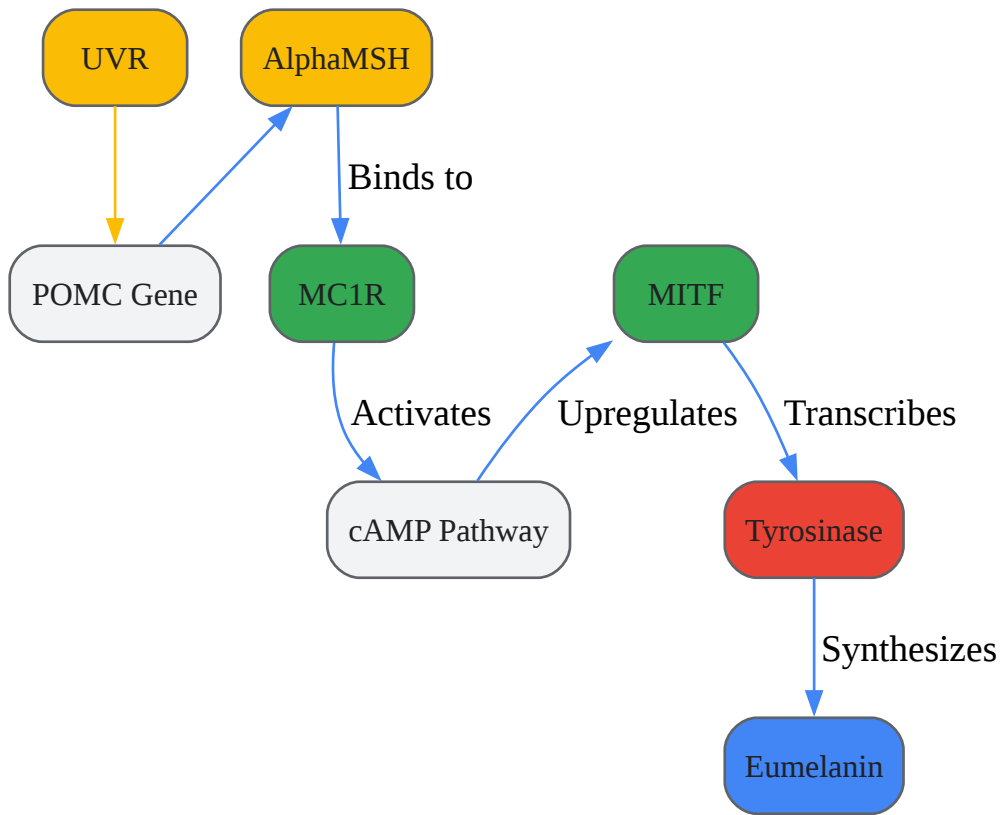 UVR
AlphaMSH
Binds to
POMC Gene
MC1R
MITF
Activates
Upregulates
Transcribes
cAMP Pathway
Tyrosinase
Synthesizes
Eumelanin